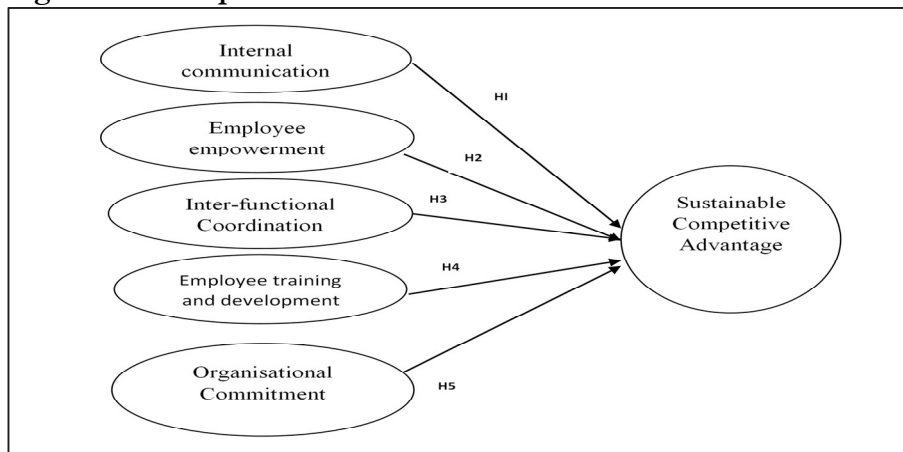 Internal
communication
HI
Employee
empowerment
H2
Inter-functional
Coordination
H3
Employee training
and development
H4
Organisational
Commitment
H5
Sustainable
Competitive
Advantage